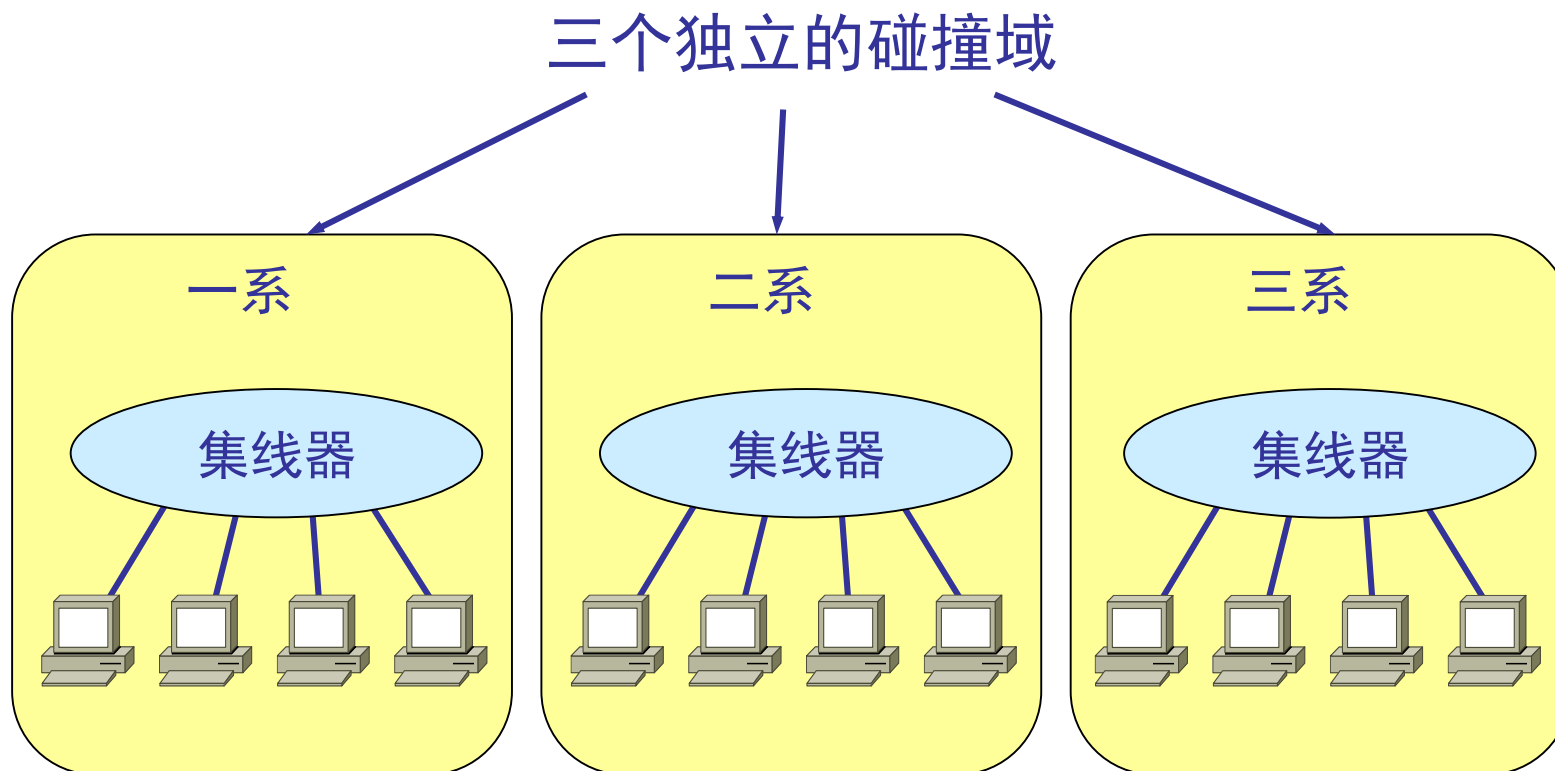 三个独立的碰撞域
一系
二系
三系
集线器
集线器
集线器